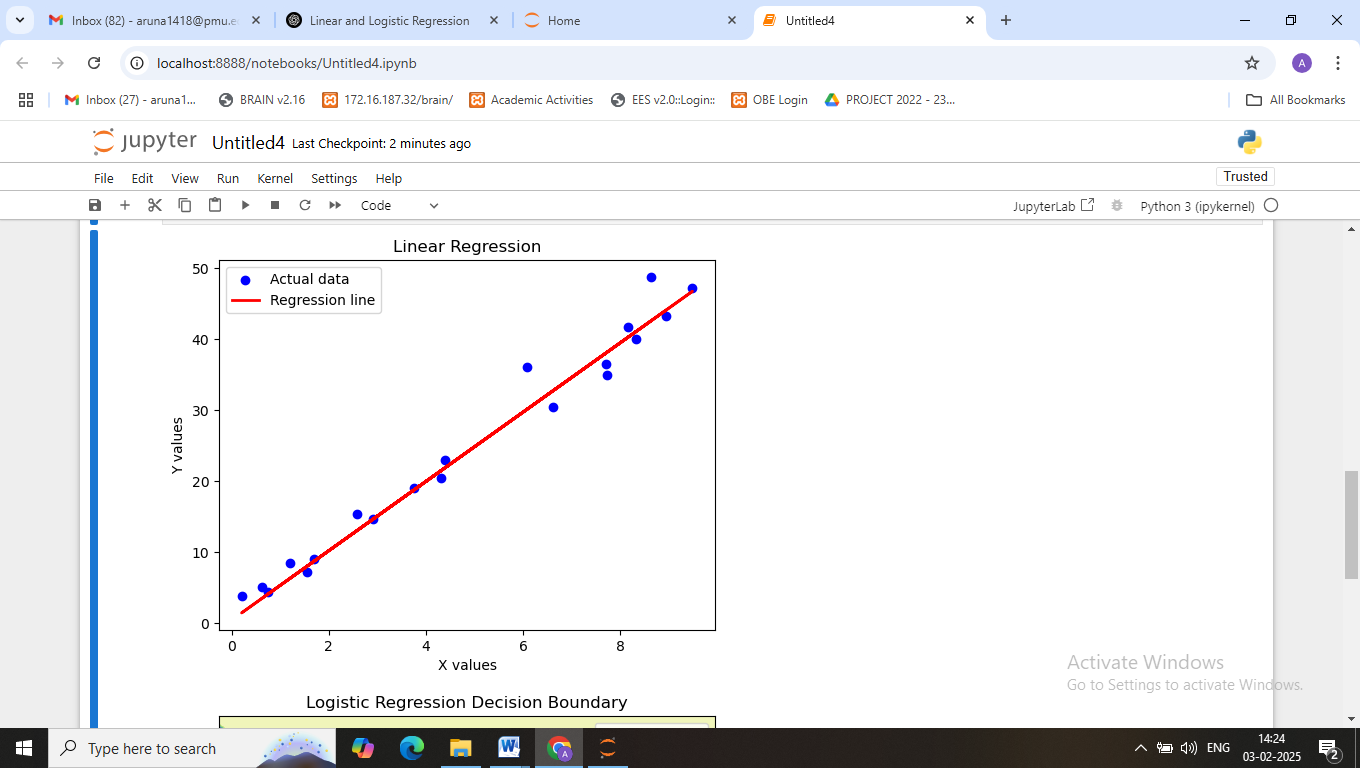 Inbox (82) - aruna1418@pmu.e
Linear and Logistic Regression
Home
Untitled4
localhost:8888/notebooks/Untitled4.ipynb
A
Inbox (27) - aruna1...
BRAIN v2.16
172.16.187.32/brain/
Academic Activities
EES v2.0::Login::
OBE Login
PROJECT 2022 - 23...
All Bookmarks
jupyter Untitled4 Last Checkpoint: 2 minutes ago
File Edit View Run Kernel Settings Help
Trusted
Code
JupyterLab
Python 3 (ipykernel)
Linear Regression
Actual data
Regression line
50
40
30
20
10
0
Y values
0 2 4 6 8
X values
Logistic Regression Decision Boundary
Activate Windows
Go to Settings to activate Windows.
Type here to search
W
A
ENG
14:24
03-02-2025
2